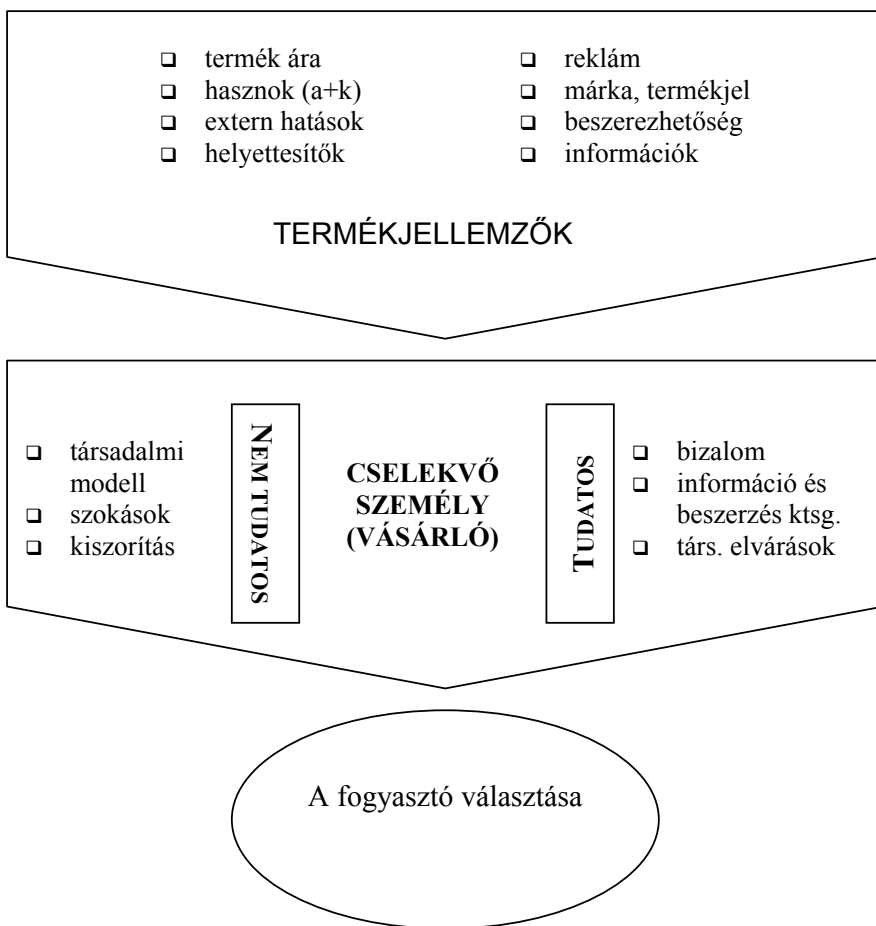 ❑ termék ára
❑ hasznok (a+k)
❑ extern hatások
❑ helyettesítők
❑ reklám
❑ márka, termékjel
❑ beszerezhetőség
❑ információk
TERMÉKJELLEMZŐK
❑ társadalmi
modell
❑ szokások
❑ kiszorítás
NEM TUDATOS
CSELEKVŐ
SZEMÉLY
(VÁSÁRLÓ)
TUDATOS
❑ bizalom
❑ információ és
beszerzés ktsg.
❑ társ. elvárások
A fogyasztó választása